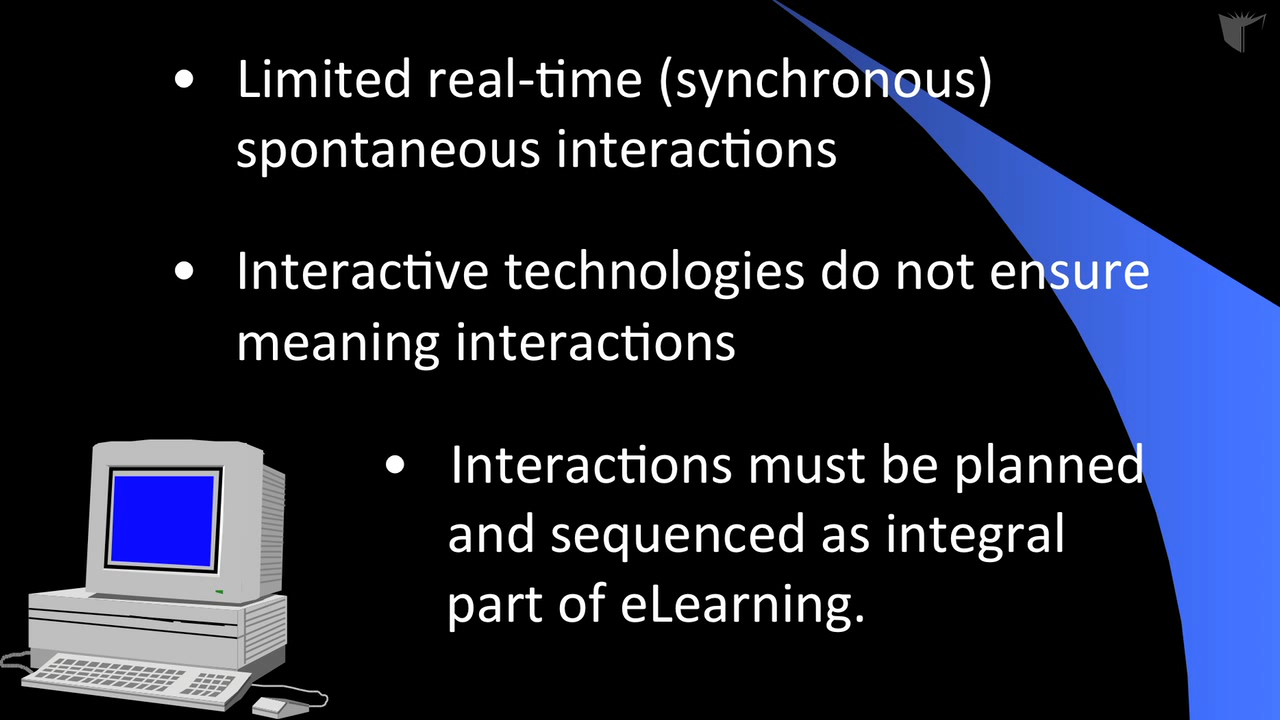 • Limited real-time (synchronous)
spontaneous interactions
• Interactive technologies do not ensure
meaning interactions
• Interactions must be planned
and sequenced as integral
part of eLearning.